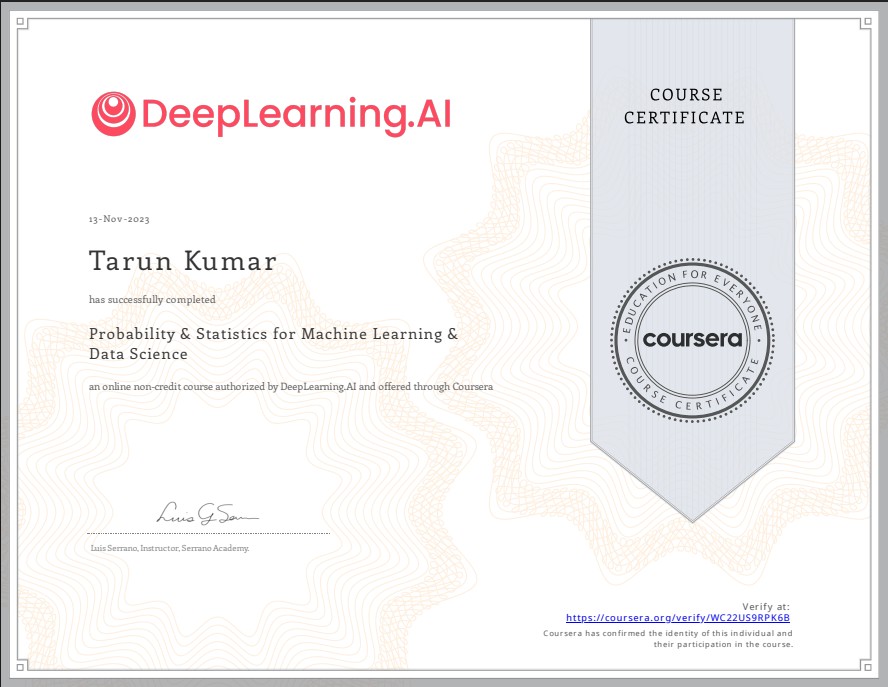 DeepLearning.AI
COURSE
CERTIFICATE
13-Nov-2023
Tarun Kumar
has successfully completed
Probability & Statistics for Machine Learning &
Data Science
an online non-credit course authorized by DeepLearning.AI and offered through Coursera
EDUCATION FOR EVERYONE
coursera
COURSE CERTIFICATE
Luis G Serrano
Luis Serrano, Instructor, Serrano Academy.
Verify at:
https://coursera.org/verify/WC22US9RPK6B
Coursera has confirmed the identity of this individual and
their participation in the course.